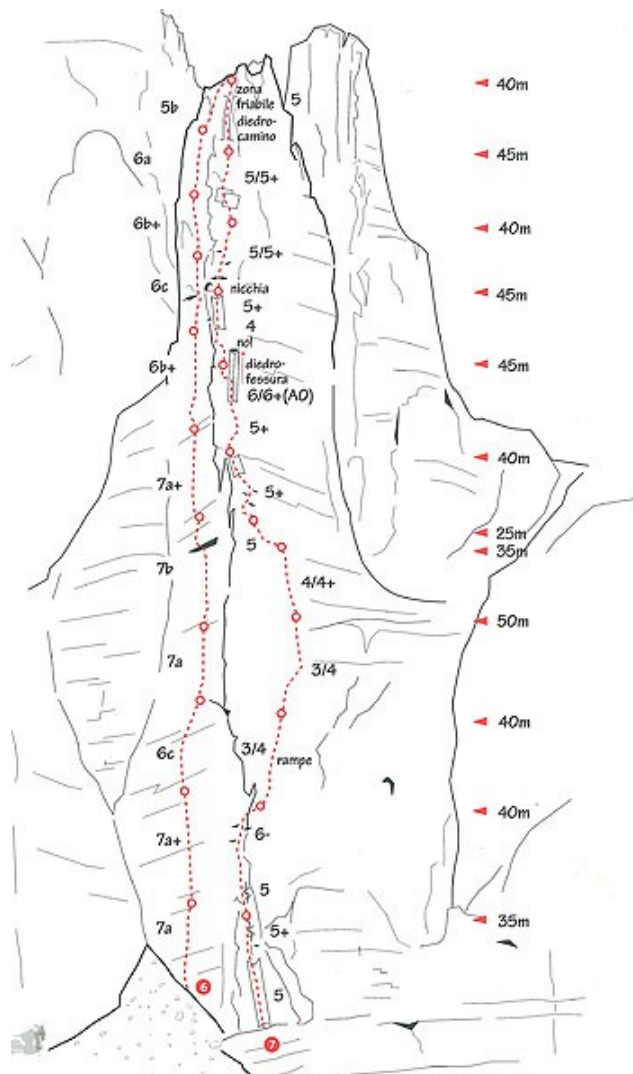 40m
zona
friabile
5
5b
diedro-
camino
45m
6a
5/5+
40m
6b+
5/5+
6c
nicchia
45m
5+
4
nol
45m
6b+
diedro-
fessura
6/6+(A0)
5+
40m
7a+
5+
25m
5
35m
7b
4/4+
50m
7a
3/4
40m
3/4
6c
rampe
40m
7a+
6-
5
35m
7a
5+
6
5
7